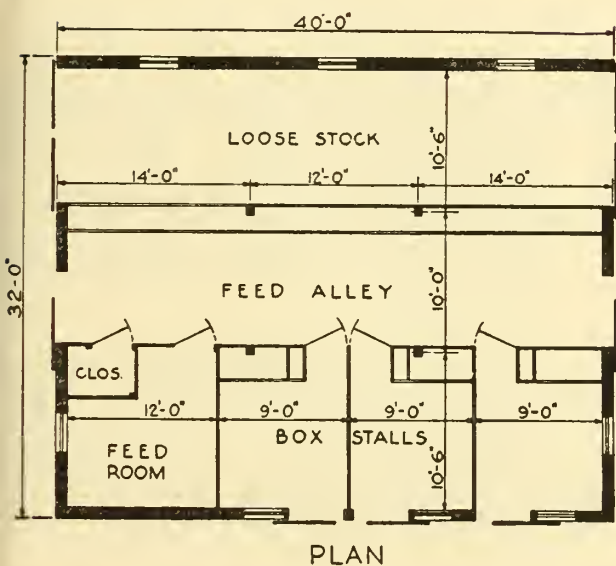 40'-0"
LOOSE STOCK
10'-6"
14'-0"
12'-0"
14'-0"
32'-0"
FEED ALLEY
10'-0"
CLOS.
12'-0"
9'-0"
9'-0"
9'-0"
BOX STALLS
FEED
ROOM
10'-6"
PLAN